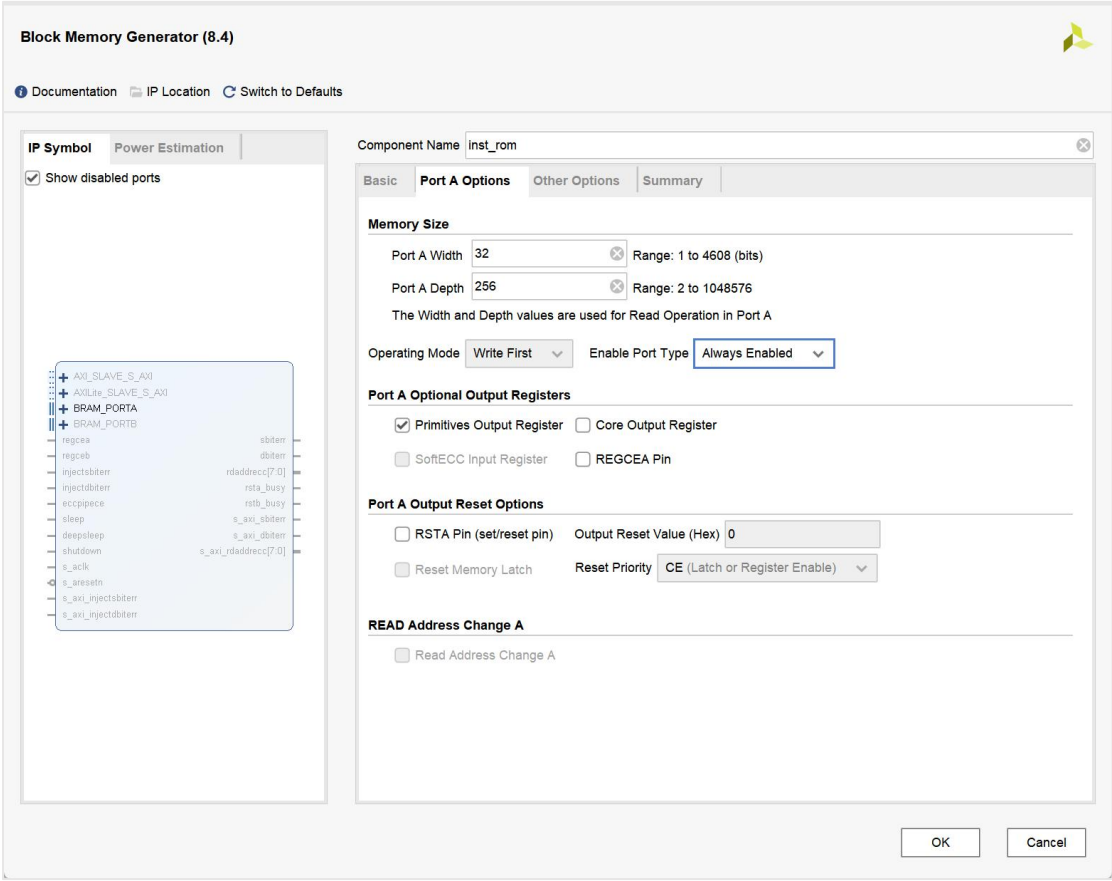 Block Memory Generator (8.4)
Documentation IP Location Switch to Defaults
IP Symbol Power Estimation
Show disabled ports
AXI_SLAVE_S_AXI
AXILite_SLAVE_S_AXI
BRAM_PORTA
BRAM_PORTB
regcea sbiterr
regceb dbiterr
injectsbiterr rdaddrecc[7:0]
injectdbiterr rsta_busy
eccpipece rstb_busy
sleep s_axi_sbiterr
deepsleep s_axi_dbiterr
shutdown s_axi_rdaddrecc[7:0]
s_aclk
s_aresetn
s_axi_injectsbiterr
s_axi_injectdbiterr
Component Name inst_rom
Basic Port A Options Other Options Summary
Memory Size
Port A Width 32 Range: 1 to 4608 (bits)
Port A Depth 256 Range: 2 to 1048576
The Width and Depth values are used for Read Operation in Port A
Operating Mode Write First Enable Port Type Always Enabled
Port A Optional Output Registers
Primitives Output Register Core Output Register
SoftECC Input Register REGCEA Pin
Port A Output Reset Options
RSTA Pin (set/reset pin) Output Reset Value (Hex) 0
Reset Memory Latch Reset Priority CE (Latch or Register Enable)
READ Address Change A
Read Address Change A
OK Cancel